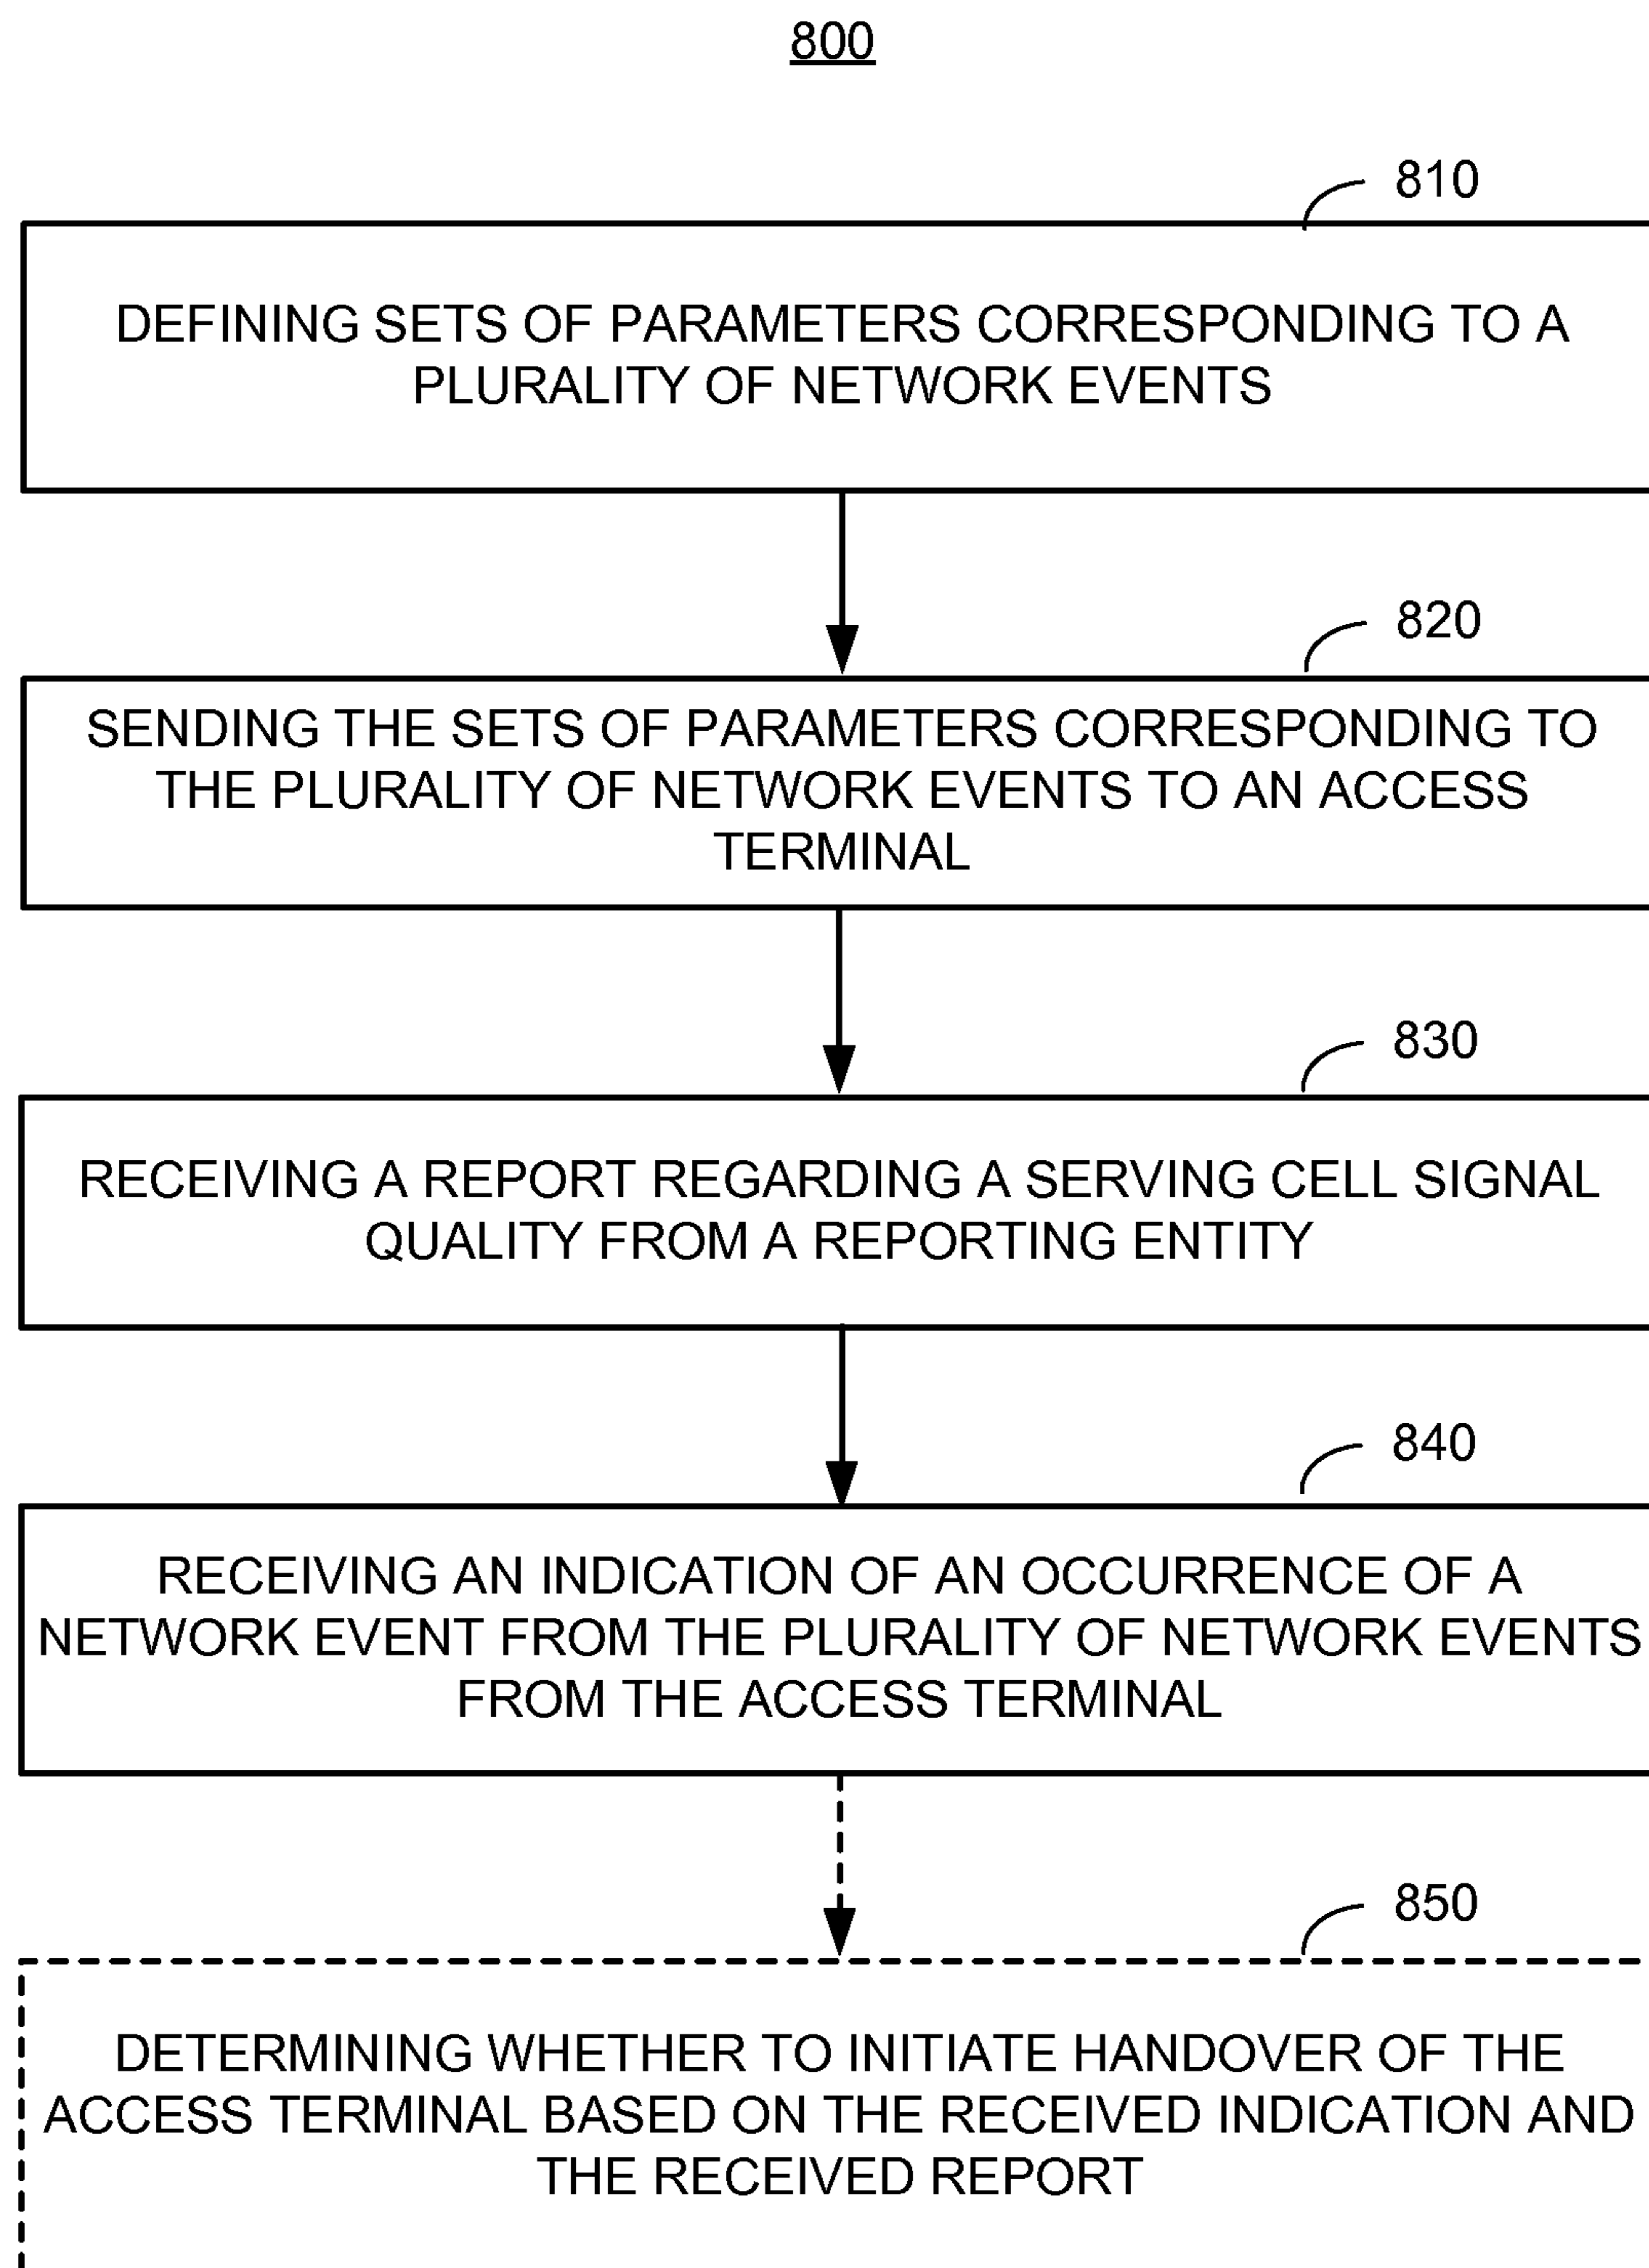 800
810
DEFINING SETS OF PARAMETERS CORRESPONDING TO A
PLURALITY OF NETWORK EVENTS
820
SENDING THE SETS OF PARAMETERS CORRESPONDING TO
THE PLURALITY OF NETWORK EVENTS TO AN ACCESS
TERMINAL
830
RECEIVING A REPORT REGARDING A SERVING CELL SIGNAL
QUALITY FROM A REPORTING ENTITY
840
RECEIVING AN INDICATION OF AN OCCURRENCE OF A
NETWORK EVENT FROM THE PLURALITY OF NETWORK EVENTS
FROM THE ACCESS TERMINAL
850
DETERMINING WHETHER TO INITIATE HANDOVER OF THE
ACCESS TERMINAL BASED ON THE RECEIVED INDICATION AND
THE RECEIVED REPORT